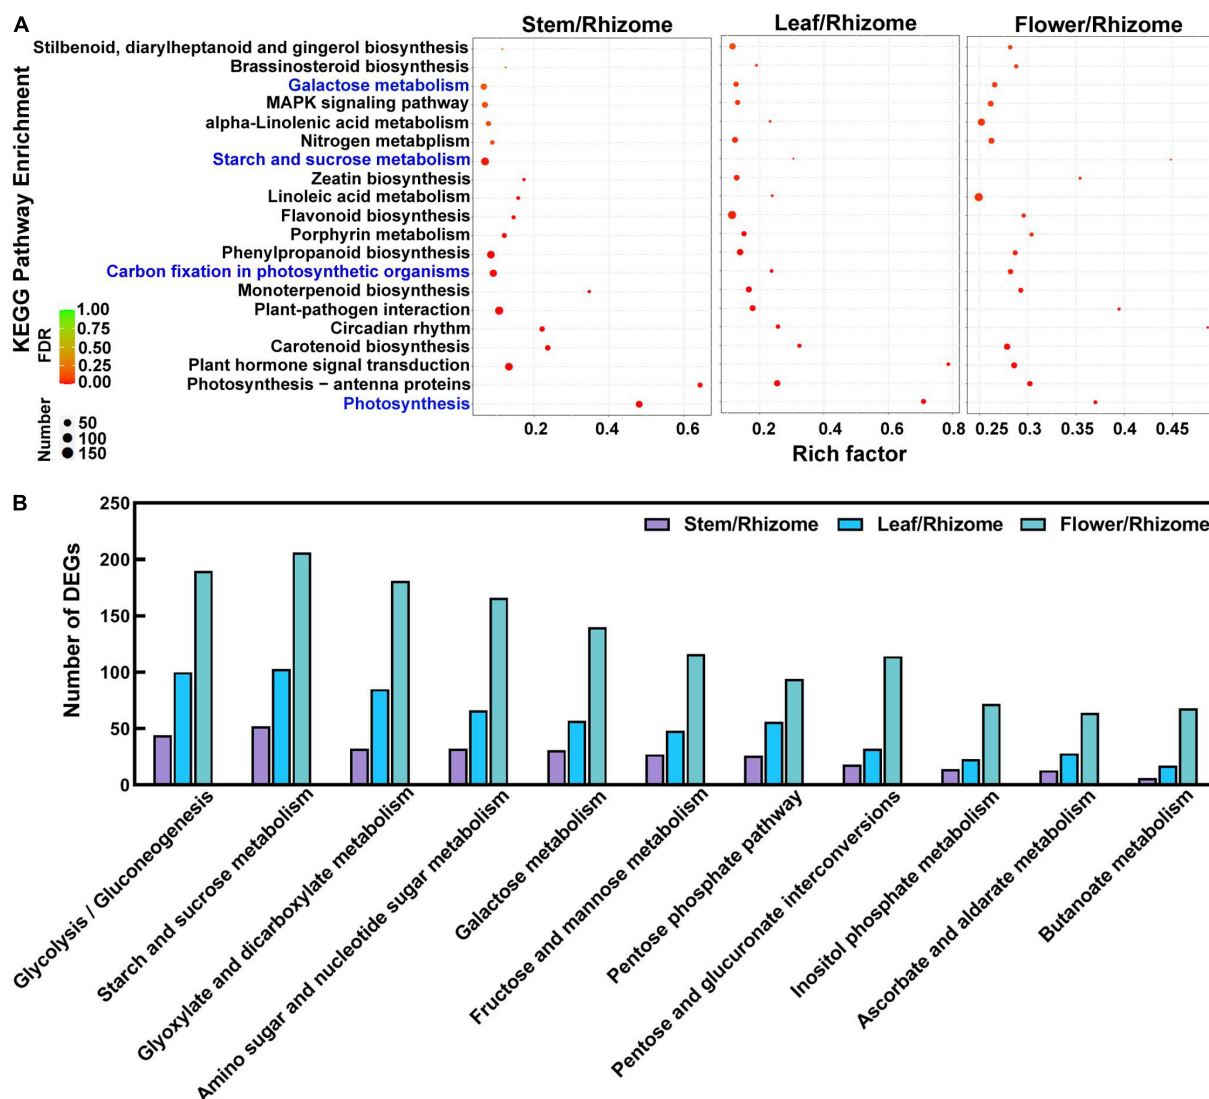 A
Stem/Rhizome
Leaf/Rhizome
Flower/Rhizome
KEGG Pathway Enrichment
Stilbenoid, diarylheptanoid and gingerol biosynthesis
Brassinosteroid biosynthesis
Galactose metabolism
MAPK signaling pathway
alpha-Linolenic acid metabolism
Nitrogen metabplism
Starch and sucrose metabolism
Zeatin biosynthesis
Linoleic acid metabolism
Flavonoid biosynthesis
Porphyrin metabolism
Phenylpropanoid biosynthesis
Carbon fixation in photosynthetic organisms
Monoterpenoid biosynthesis
Plant-pathogen interaction
Circadian rhythm
Carotenoid biosynthesis
Plant hormone signal transduction
Photosynthesis − antenna proteins
Photosynthesis
FDR
1.00
0.75
0.50
0.25
0.00
Number
50
100
150
0.2 0.4 0.6
0.2 0.4 0.6 0.8
0.25 0.3 0.35 0.4 0.45
Rich factor
B
Number of DEGs
250
200
150
100
50
0
Stem/Rhizome Leaf/Rhizome Flower/Rhizome
Glycolysis / Gluconeogenesis
Starch and sucrose metabolism
Glyoxylate and dicarboxylate metabolism
Amino sugar and nucleotide sugar metabolism
Galactose metabolism
Fructose and mannose metabolism
Pentose phosphate pathway
Pentose and glucuronate interconversions
Inositol phosphate metabolism
Ascorbate and aldarate metabolism
Butanoate metabolism